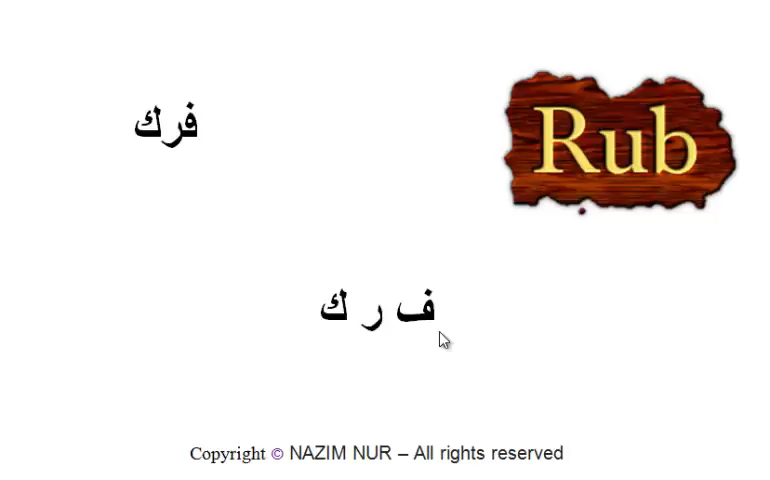 فرك
Rub
ف ر ك
Copyright © NAZIM NUR – All rights reserved